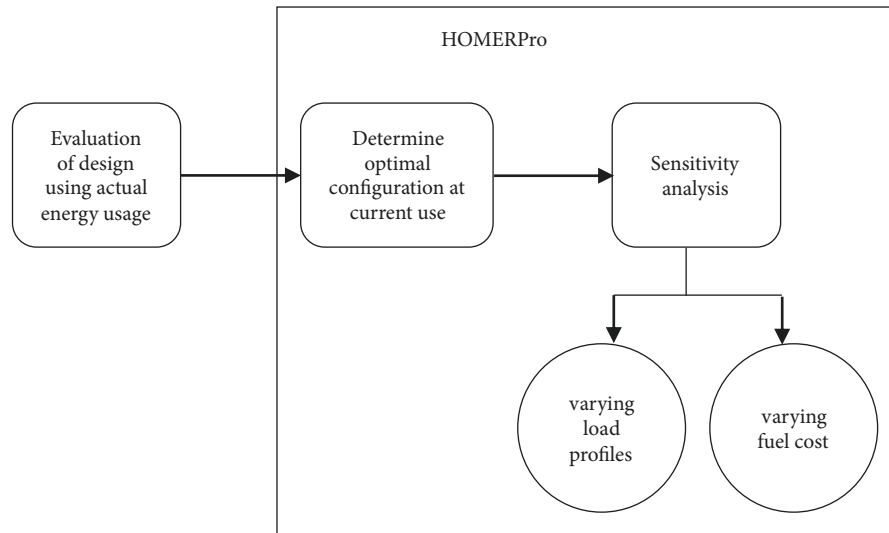 HOMERPro
Evaluation
of design
using actual
energy usage
Determine
optimal
configuration at
current use
Sensitivity
analysis
varying
load
profiles
varying
fuel cost